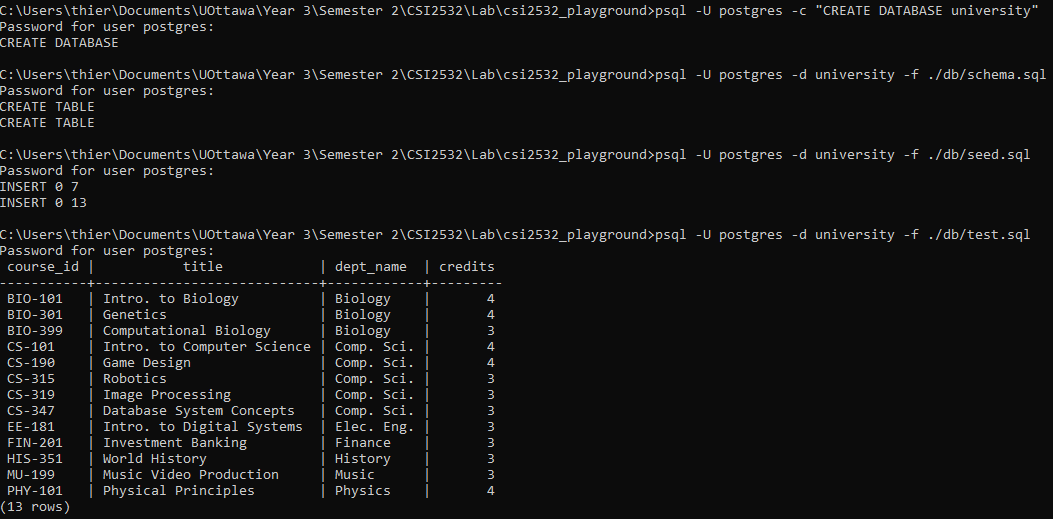 C:\Users\thier\Documents\UOttawa\Year 3\Semester 2\CSI2532\Lab\csi2532_playground>psql -U postgres -c "CREATE DATABASE university"
Password for user postgres:
CREATE DATABASE
C:\Users\thier\Documents\UOttawa\Year 3\Semester 2\CSI2532\Lab\csi2532_playground>psql -U postgres -d university -f ./db/schema.sql
Password for user postgres:
CREATE TABLE
CREATE TABLE
C:\Users\thier\Documents\UOttawa\Year 3\Semester 2\CSI2532\Lab\csi2532_playground>psql -U postgres -d university -f ./db/seed.sql
Password for user postgres:
INSERT 0 7
INSERT 0 13
C:\Users\thier\Documents\UOttawa\Year 3\Semester 2\CSI2532\Lab\csi2532_playground>psql -U postgres -d university -f ./db/test.sql
Password for user postgres:
 course_id |           title            | dept_name  | credits
-----------+----------------------------+------------+---------
 BIO-101   | Intro. to Biology          | Biology    |       4
 BIO-301   | Genetics                   | Biology    |       4
 BIO-399   | Computational Biology      | Biology    |       3
 CS-101    | Intro. to Computer Science | Comp. Sci. |       4
 CS-190    | Game Design                | Comp. Sci. |       4
 CS-315    | Robotics                   | Comp. Sci. |       3
 CS-319    | Image Processing           | Comp. Sci. |       3
 CS-347    | Database System Concepts   | Comp. Sci. |       3
 EE-181    | Intro. to Digital Systems  | Elec. Eng. |       3
 FIN-201   | Investment Banking         | Finance    |       3
 HIS-351   | World History              | History    |       3
 MU-199    | Music Video Production     | Music      |       3
 PHY-101   | Physical Principles        | Physics    |       4
(13 rows)